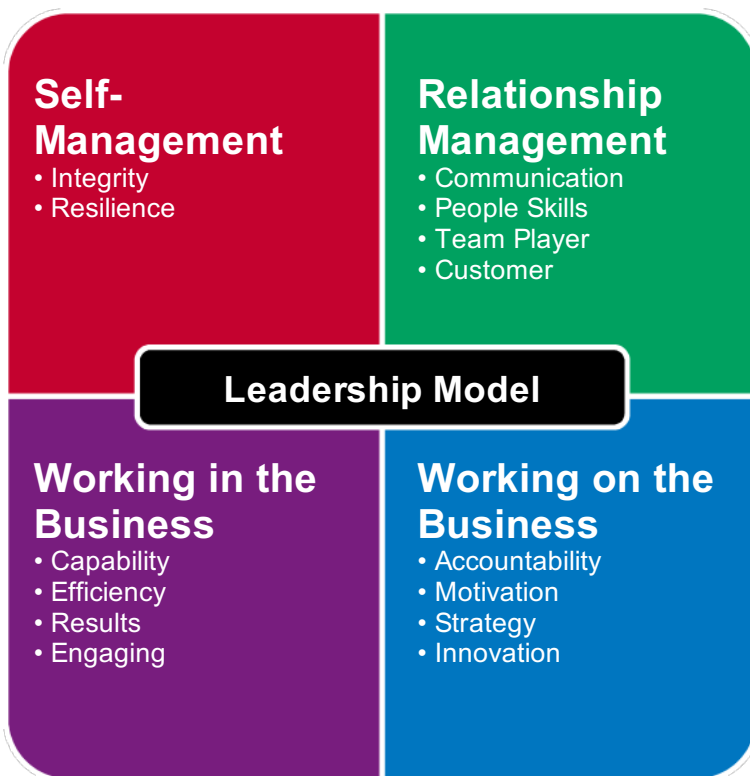 Self-
Management
• Integrity
• Resilience
Relationship
Management
• Communication
• People Skills
• Team Player
• Customer
Leadership Model
Working in the
Business
• Capability
• Efficiency
• Results
• Engaging
Working on the
Business
• Accountability
• Motivation
• Strategy
• Innovation